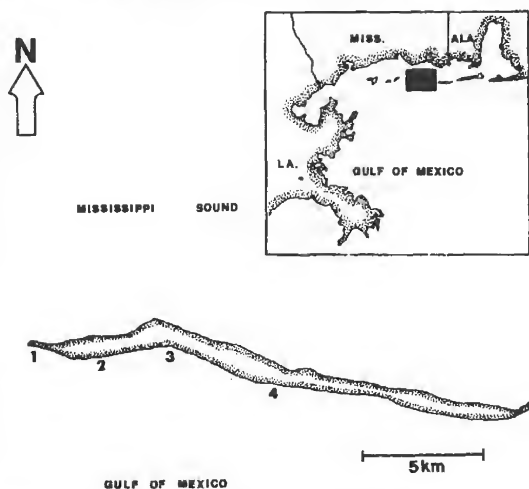 N
MISS.
ALA.
LA.
GULF OF MEXICO
MISSISSIPPI SOUND
1
2
3
4
5km
GULF OF MEXICO